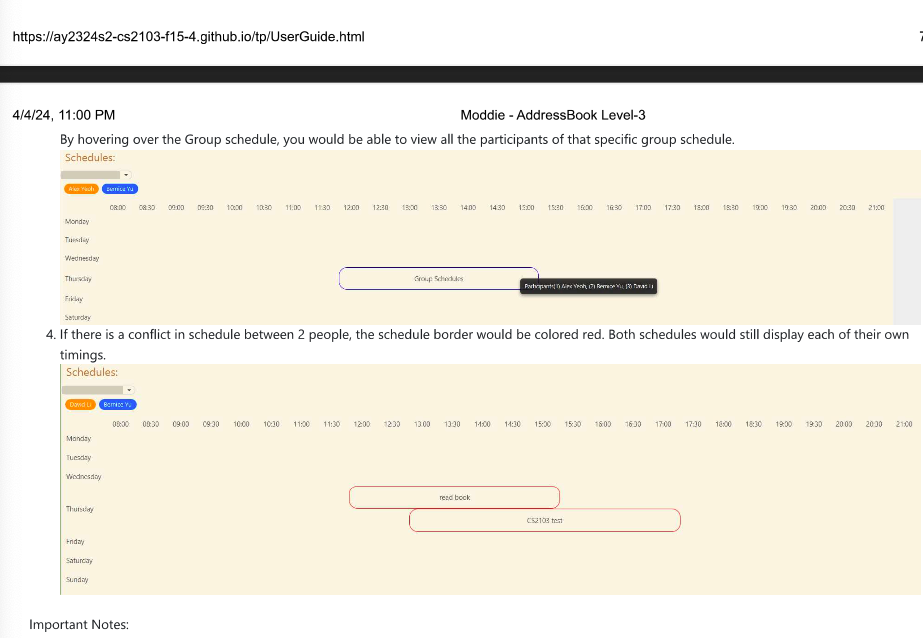 https://ay2324s2-cs2103-f15-4.github.io/tp/UserGuide.html
4/4/24, 11:00 PM Moddie - AddressBook Level-3
By hovering over the Group schedule, you would be able to view all the participants of that specific group schedule.
Schedules:
Alex Yeoh Bernice Yu
08:00 08:30 09:00 09:30 10:00 10:30 11:00 11:30 12:00 12:30 13:00 13:30 14:00 14:30 15:00 15:30 16:00 16:30 17:00 17:30 18:00 18:30 19:00 19:30 20:00 20:30 21:00
Monday
Tuesday
Wednesday
Thursday Group Schedules
Participants(1) Alex Yeoh, (2) Bernice Yu, (3) David Li
Friday
Saturday
4. If there is a conflict in schedule between 2 people, the schedule border would be colored red. Both schedules would still display each of their own
timings.
Schedules:
David Li Bernice Yu
08:00 08:30 09:00 09:30 10:00 10:30 11:00 11:30 12:00 12:30 13:00 13:30 14:00 14:30 15:00 15:30 16:00 16:30 17:00 17:30 18:00 18:30 19:00 19:30 20:00 20:30 21:00
Monday
Tuesday
Wednesday
read book
Thursday
CS2103 test
Friday
Saturday
Sunday
Important Notes: